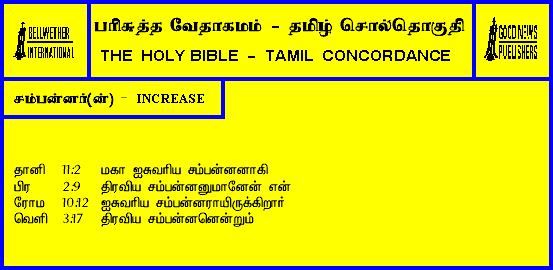 BELLWETHER INTERNATIONAL
பரிசுத்த வேதாகமம் - தமிழ் சொல்தொகுதி
THE HOLY BIBLE - TAMIL CONCORDANCE
GOOD NEWS PUBLISHERS
சம்பன்னர்(ன்) - INCREASE
தானி 11:2 மகா ஐசுவரிய சம்பன்னனாகி
பிர 2:9 திரவிய சம்பன்னனுமானேன் என்
ரோம 10:12 ஐசுவரிய சம்பன்னராயிருக்கிறார்
வெளி 3:17 திரவிய சம்பன்னனென்றும்